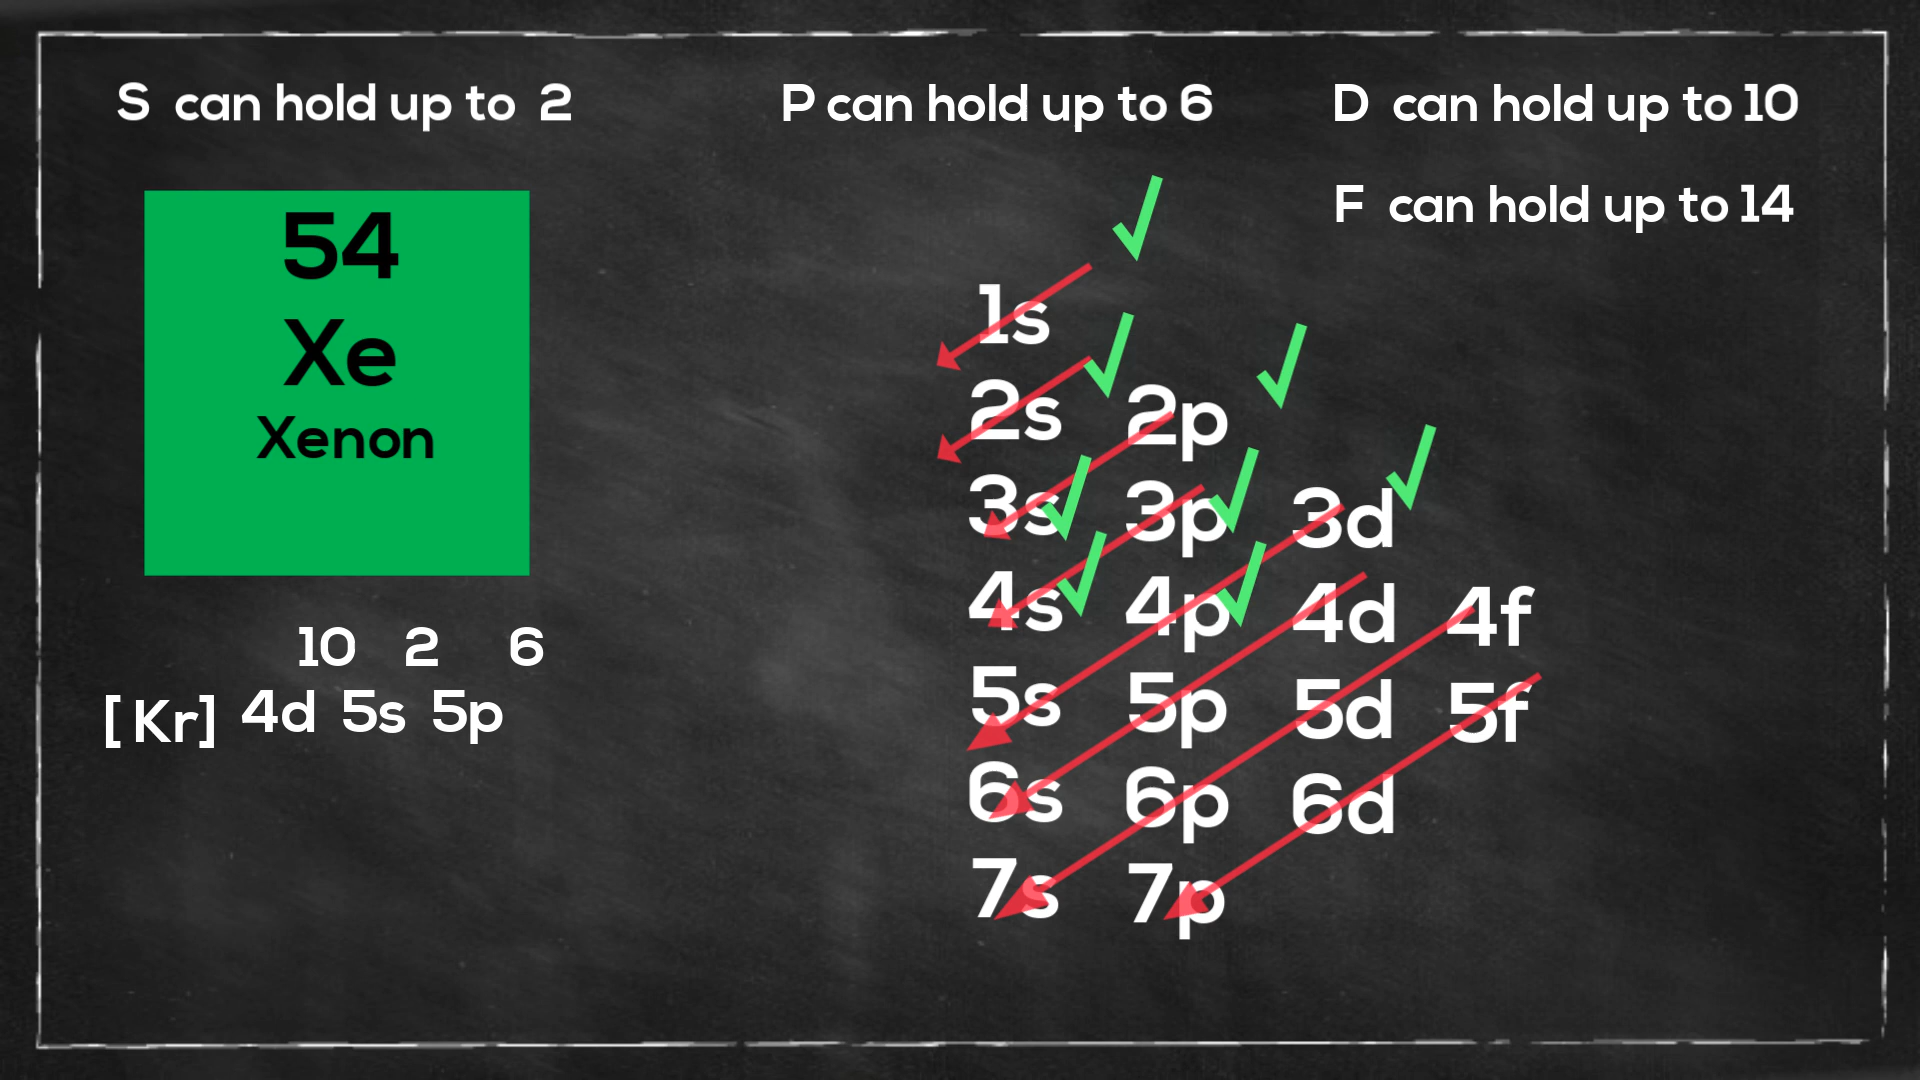 S can hold up to 2
P can hold up to 6
D can hold up to 10
F can hold up to 14
54
Xe
Xenon
10 2 6
[Kr] 4d 5s 5p
1s
2s 2p
3s 3p 3d
4s 4p 4d 4f
5s 5p 5d 5f
6s 6p 6d
7s 7p